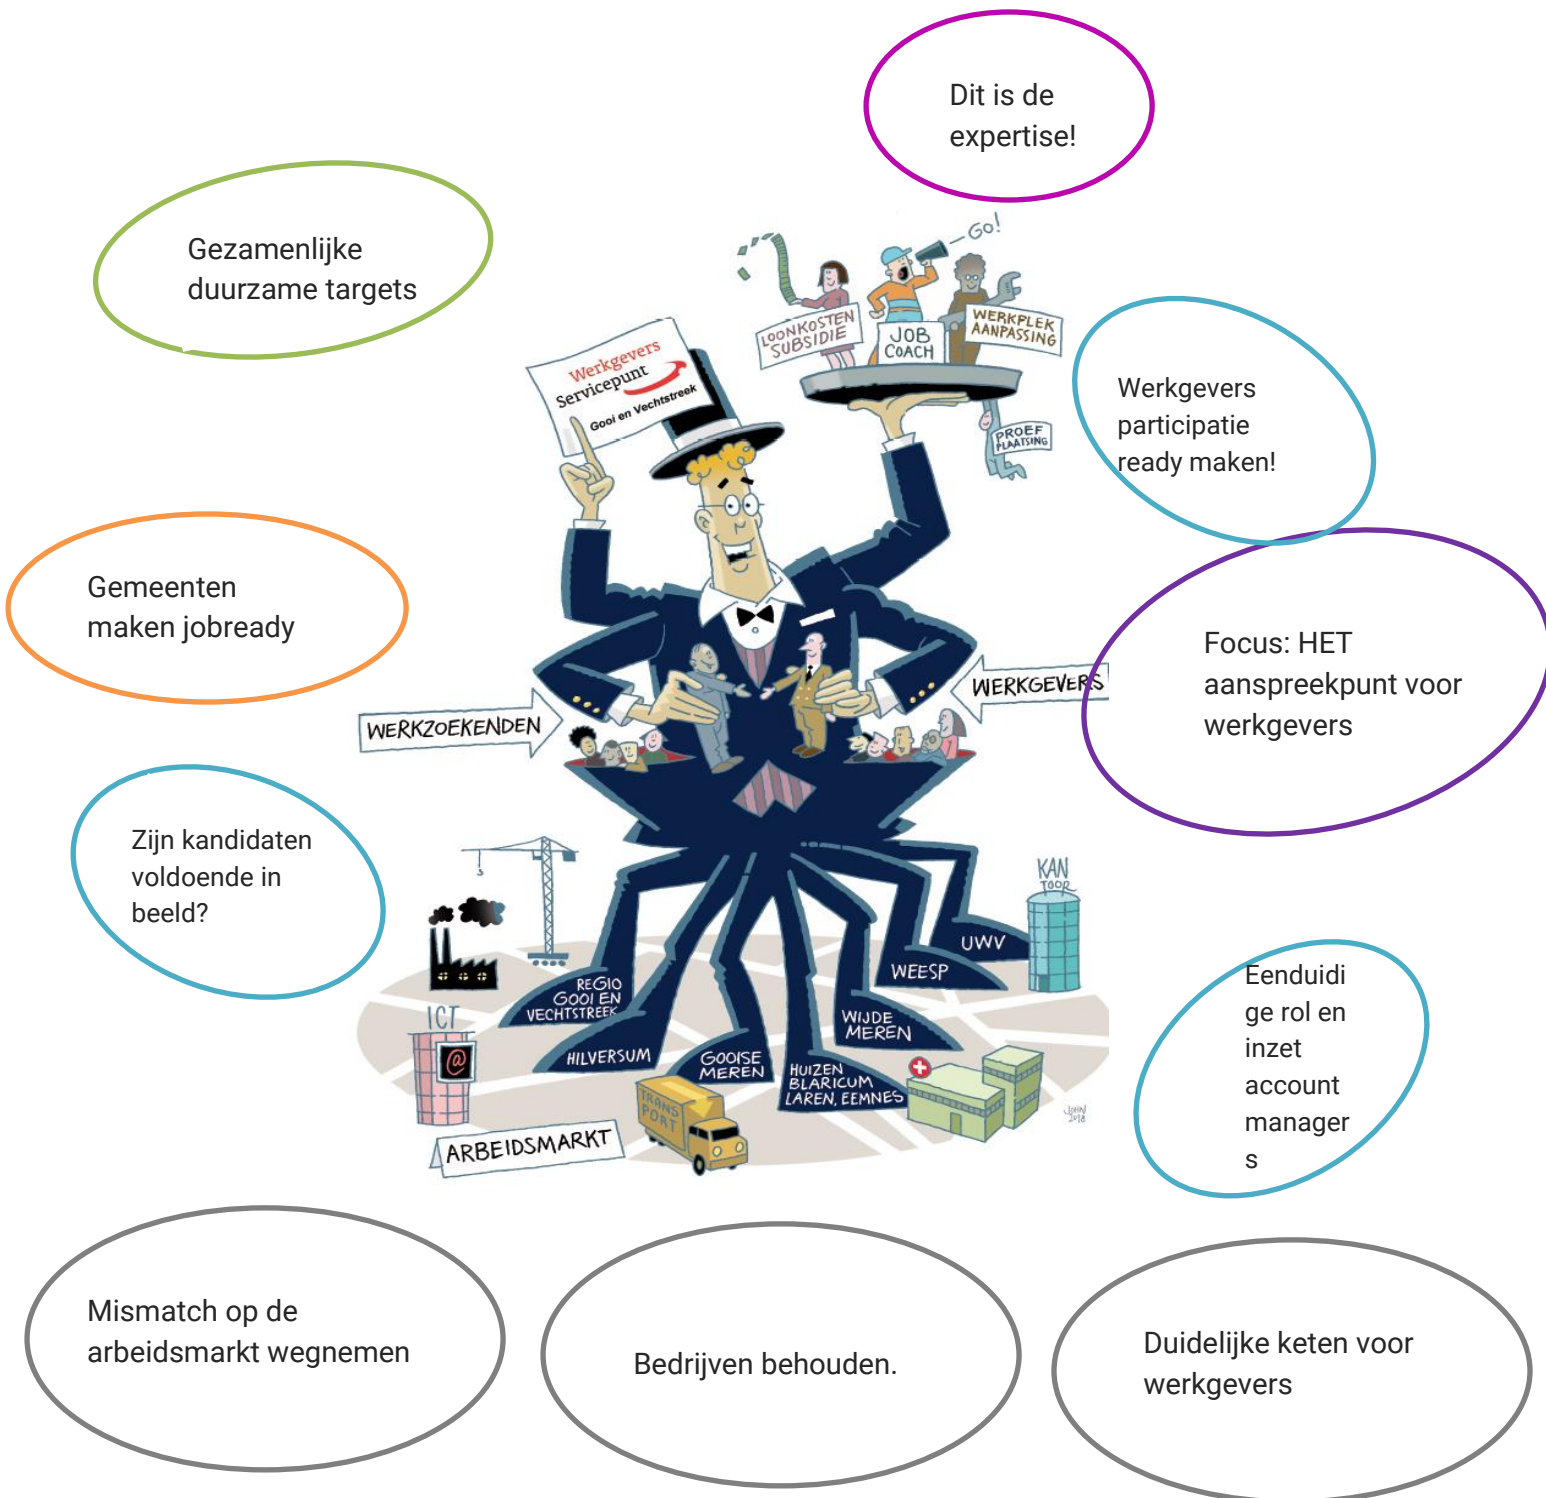 Dit is de
expertise!
Gezamenlijke
duurzame targets
GO!
LOONKOSTEN
SUBSIDIE
JOB
COACH
WERKPLEK
AANPASSING
PROEF
PLAATSING
Werkgevers
Servicepunt
Gooi en Vechtstreek
Werkgevers
participatie
ready maken!
Gemeenten
maken jobready
Focus: HET
aanspreekpunt voor
werkgevers
WERKZOEKENDEN
WERKGEVERS
Zijn kandidaten
voldoende in
beeld?
KAN
TOOR
UWV
WEESP
WIJDE
MEREN
REGIO
GOOI EN
VECHTSTREEK
HILVERSUM
GOOISE
MEREN
HUIZEN
BLARICUM
LAREN, EEMNES
ICT
@
TRANS
PORT
ARBEIDSMARKT
JOHN
2018
Eenduidi
ge rol en
inzet
account
manager
s
Mismatch op de
arbeidsmarkt wegnemen
Bedrijven behouden.
Duidelijke keten voor
werkgevers